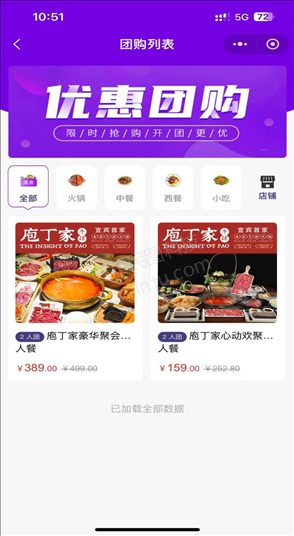 10:51
5G 72
团购列表
优惠团购
限/时/抢/购/开/团/更/优
全部
火锅
中餐
西餐
小吃
店铺
庖丁家 宜宾首家
THE INSIGHT OF PAO
庖丁家 宜宾首家
THE INSIGHT OF PAO
2 人团 庖丁家豪华聚会...
人餐
¥389.00 ¥499.00
2 人团 庖丁家心动欢聚...
人餐
¥159.00 ¥252.80
已加载全部数据